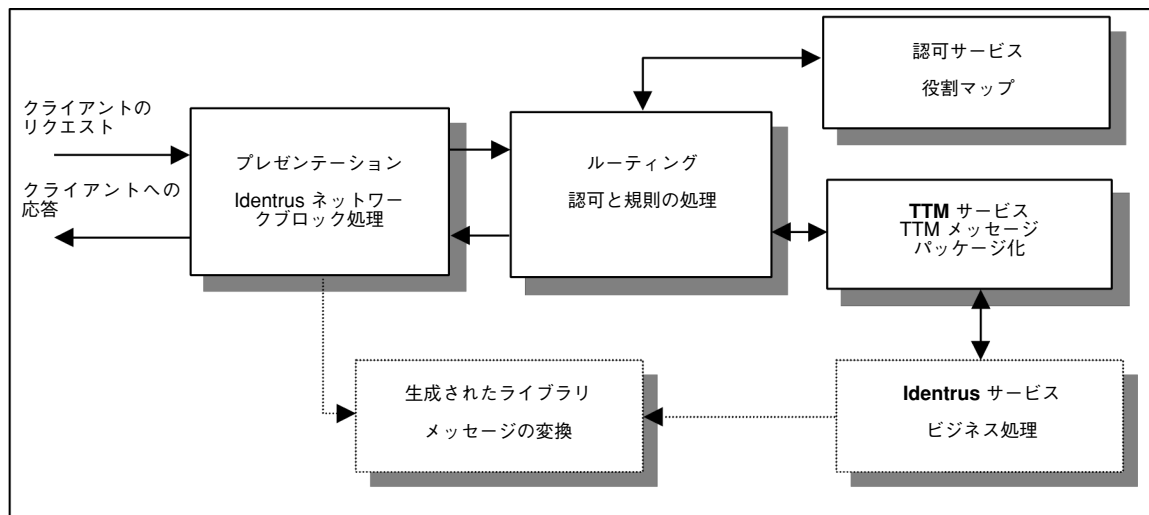 クライアントの
リクエスト
クライアントへの
応答
プレゼンテーション
Identrus ネットワー
クブロック処理
ルーティング
認可と規則の処理
認可サービス
役割マップ
TTM サービス
TTM メッセージ
パッケージ化
生成されたライブラリ
メッセージの変換
Identrus サービス
ビジネス処理